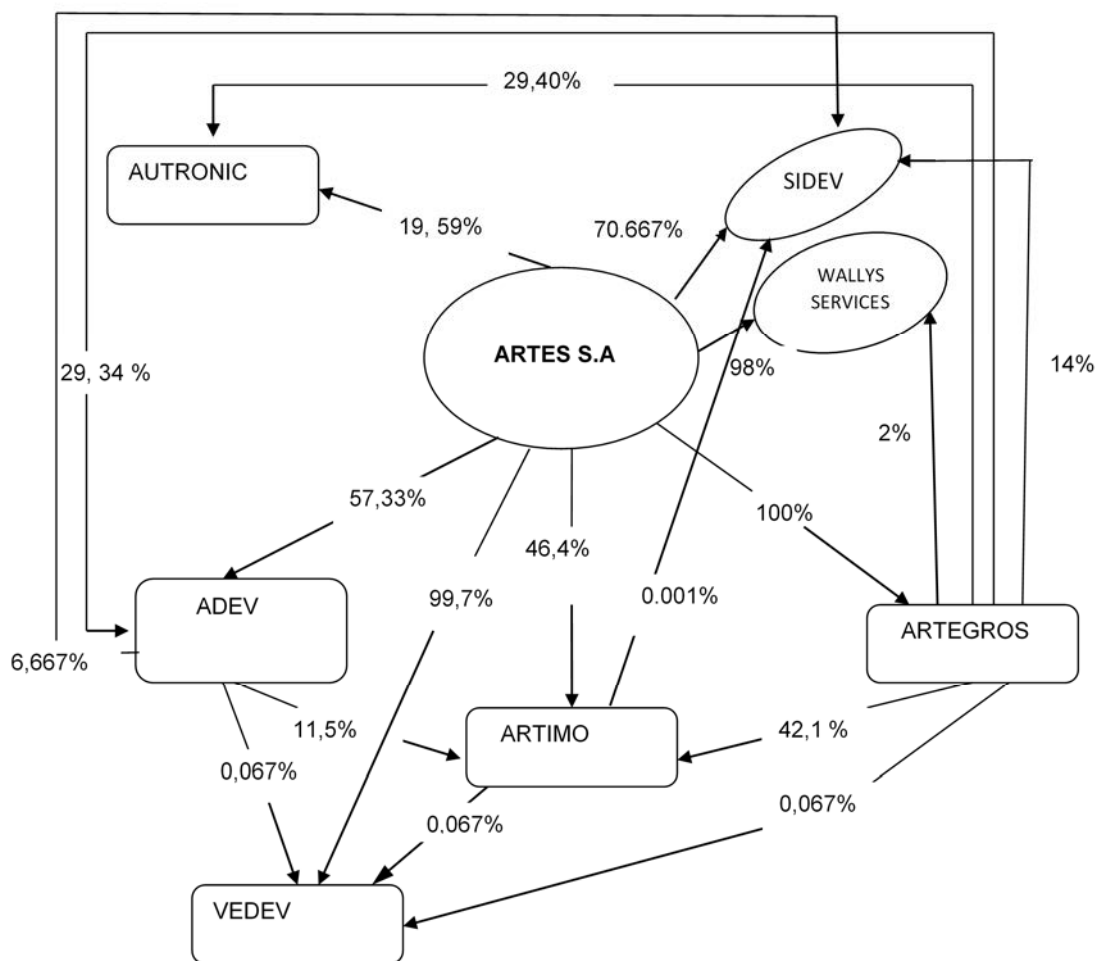 29,40%
AUTRONIC
SIDEV
19, 59%
70.667%
WALLYS
SERVICES
ARTES S.A
29, 34 %
98%
14%
2%
57,33%
100%
46,4%
ADEV
99,7%
0.001%
ARTEGROS
6,667%
11,5%
ARTIMO
42,1 %
0,067%
0,067%
0,067%
VEDEV